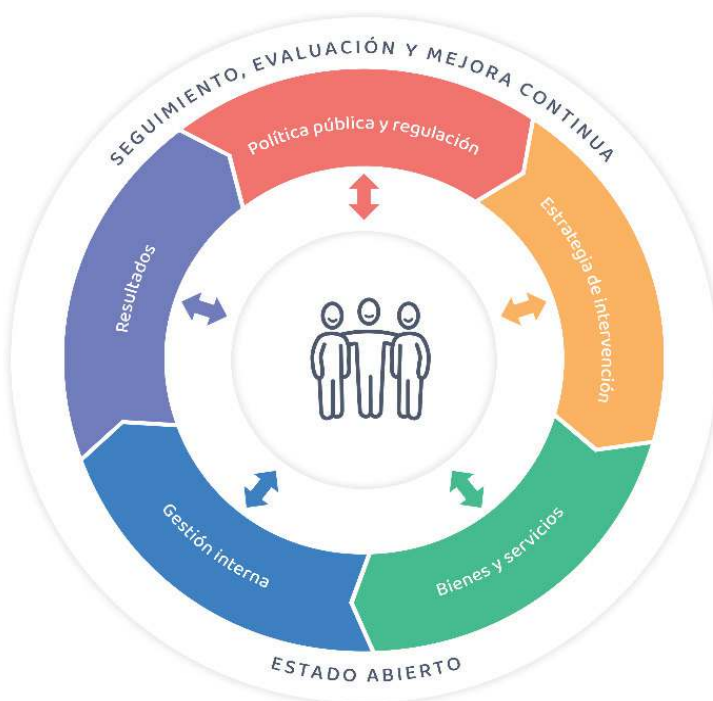 SEGUIMIENTO, EVALUACIÓN Y MEJORA CONTINUA
Política pública y regulación
Estrategia de intervención
Bienes y servicios
Gestión interna
Resultados
ESTADO ABIERTO